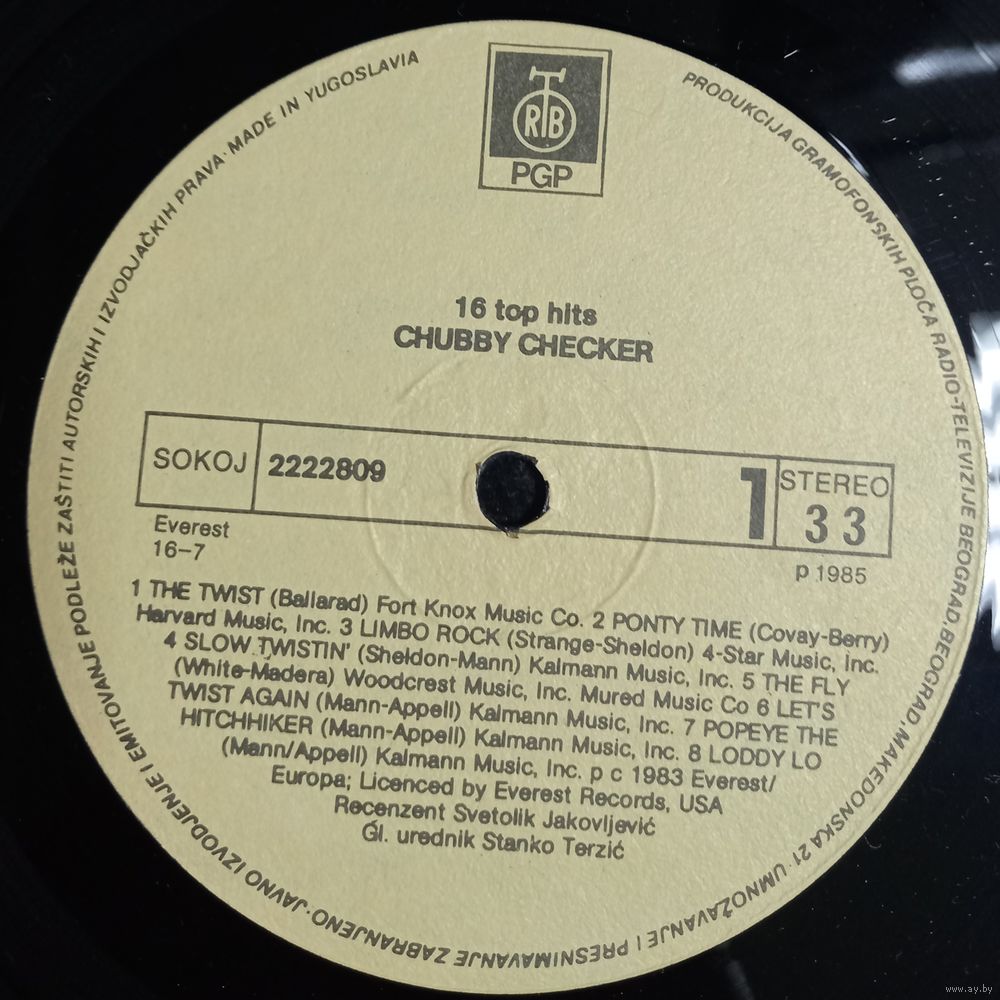 RTB
PGP
PRODUKCIJA GRAMOFONSKIH PLOČA RADIO-TELEVIZIJE BEOGRAD, BEOGRAD, MAKEDONSKA 21 · UMNOŽAVANJE I PRESNIMAVANJE ZABRANJENO · JAVNO IZVODJENJE I EMITOVANJE PODLEŽE ZAŠTITI AUTORSKIH I IZVODJAČKIH PRAVA · MADE IN YUGOSLAVIA
16 top hits
CHUBBY CHECKER
SOKOJ 2222809 1 STEREO
33
Everest
16-7
p 1985
1 THE TWIST (Ballarad) Fort Knox Music Co. 2 PONTY TIME (Covay-Berry)
Harvard Music, Inc. 3 LIMBO ROCK (Strange-Sheldon) 4-Star Music, Inc.
4 SLOW TWISTIN' (Sheldon-Mann) Kalmann Music, Inc. 5 THE FLY
(White-Madera) Woodcrest Music, Inc. Mured Music Co 6 LET'S
TWIST AGAIN (Mann-Appell) Kalmann Music, Inc. 7 POPEYE THE
HITCHHIKER (Mann-Appell) Kalmann Music, Inc. 8 LODDY LO
(Mann/Appell) Kalmann Music, Inc. p c 1983 Everest/
Europa; Licenced by Everest Records, USA
Recenzent Svetolik Jakovljević
Gl. urednik Stanko Terzić
www.ay.by